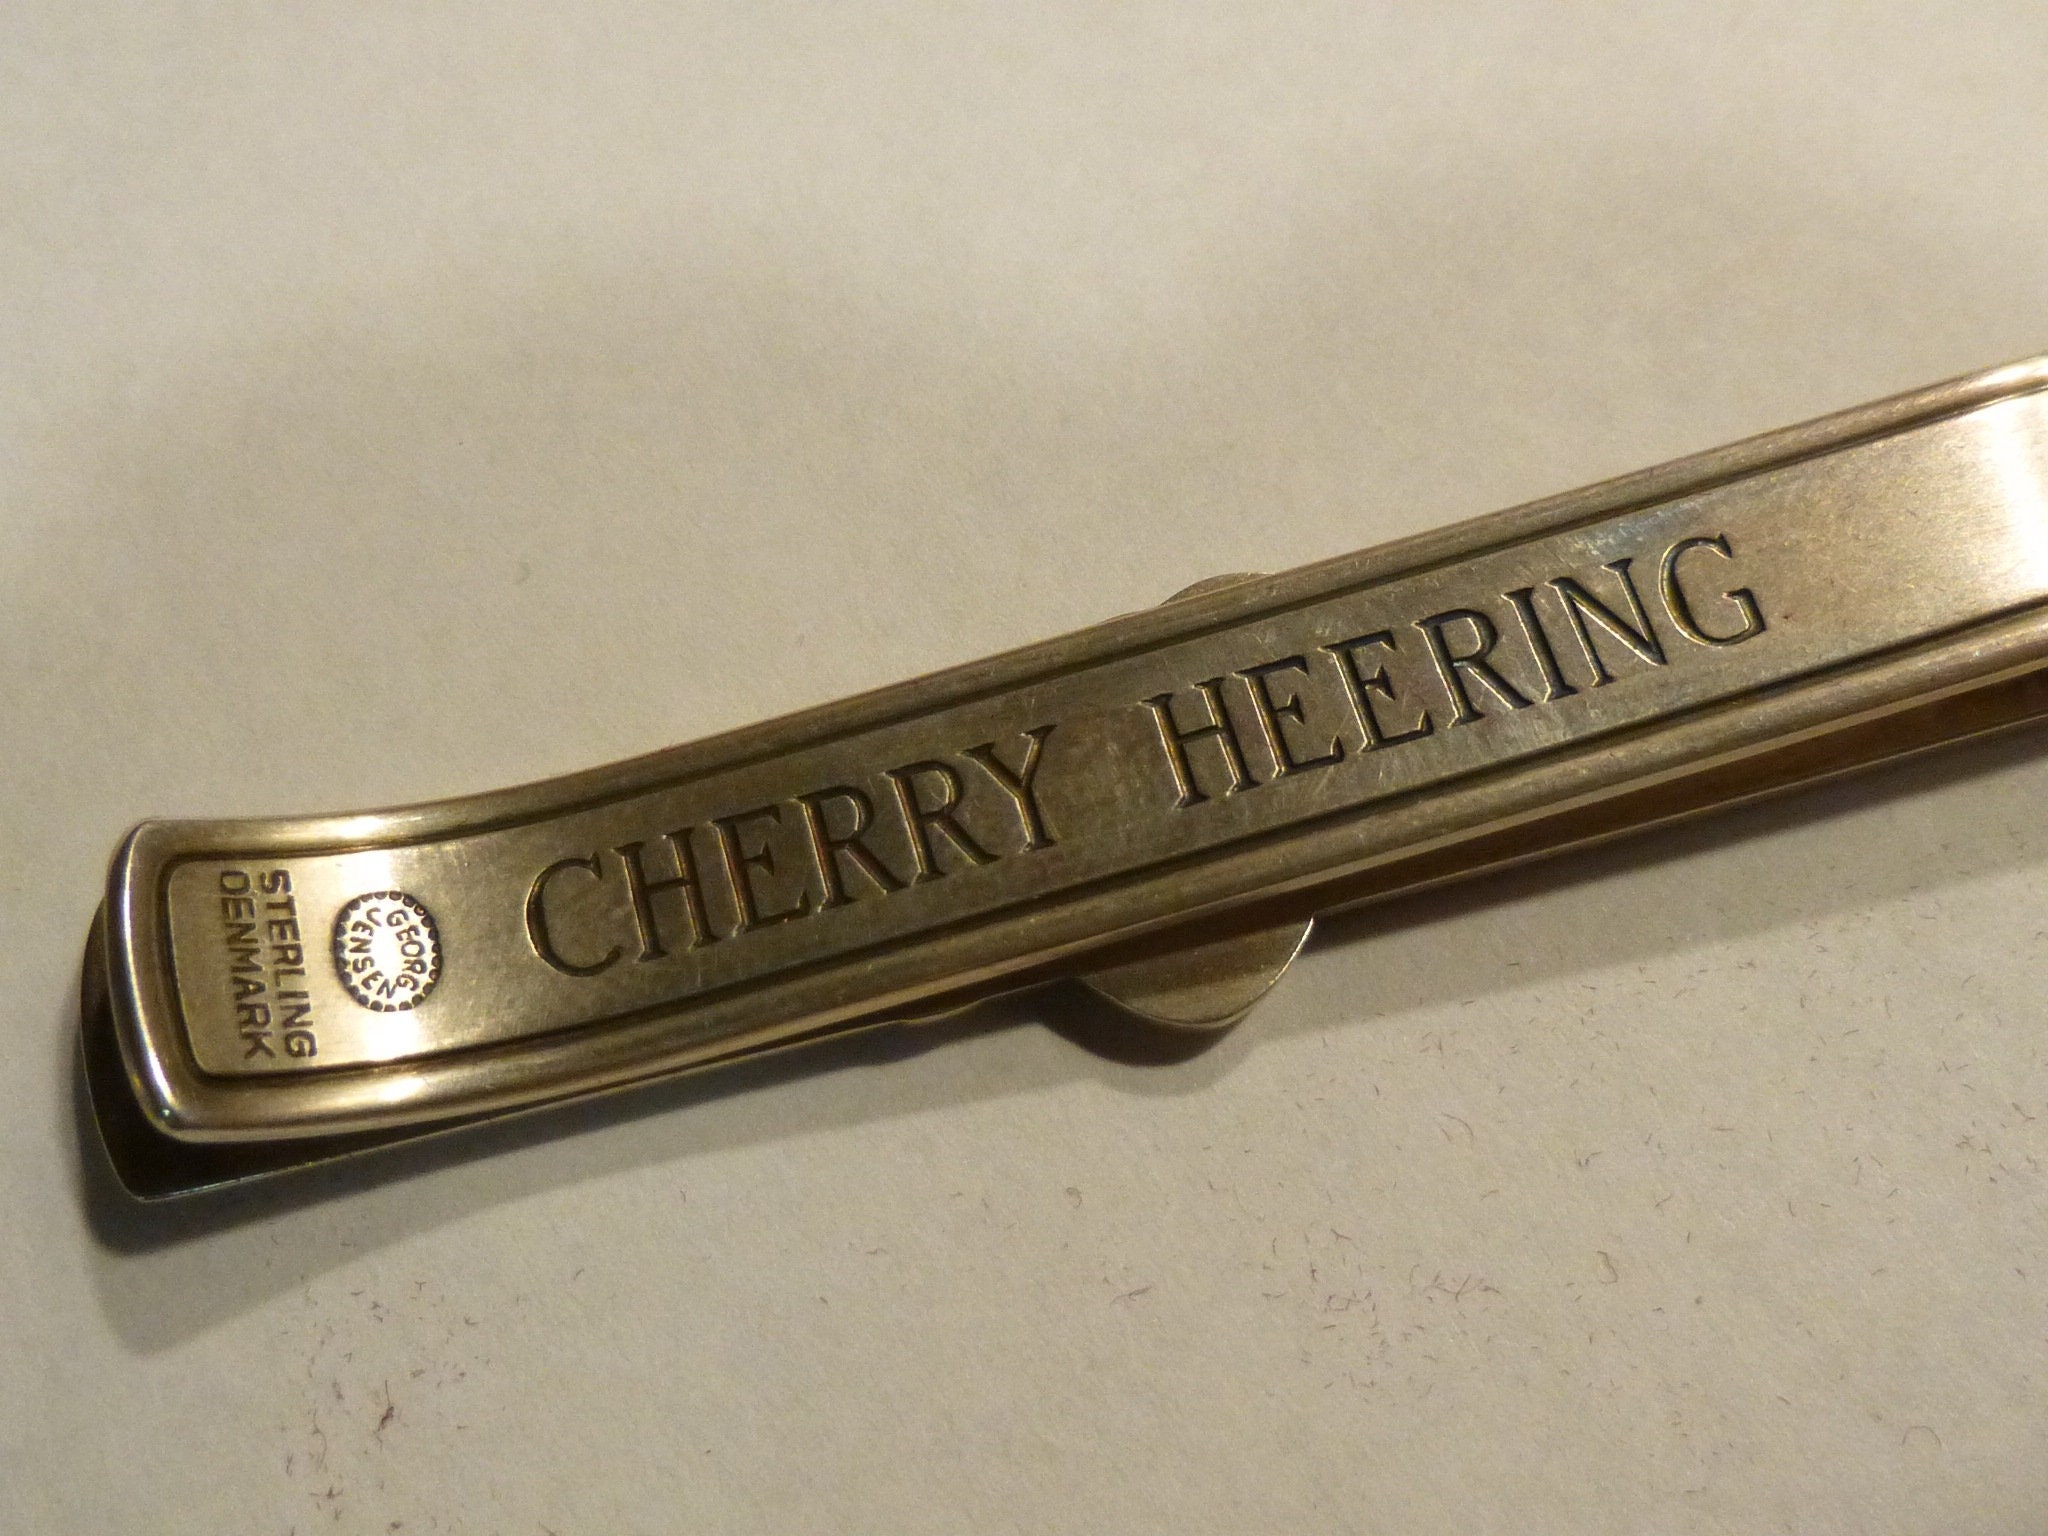 CHERRY HEERING
GEORG
JENSEN
STERLING
DENMARK